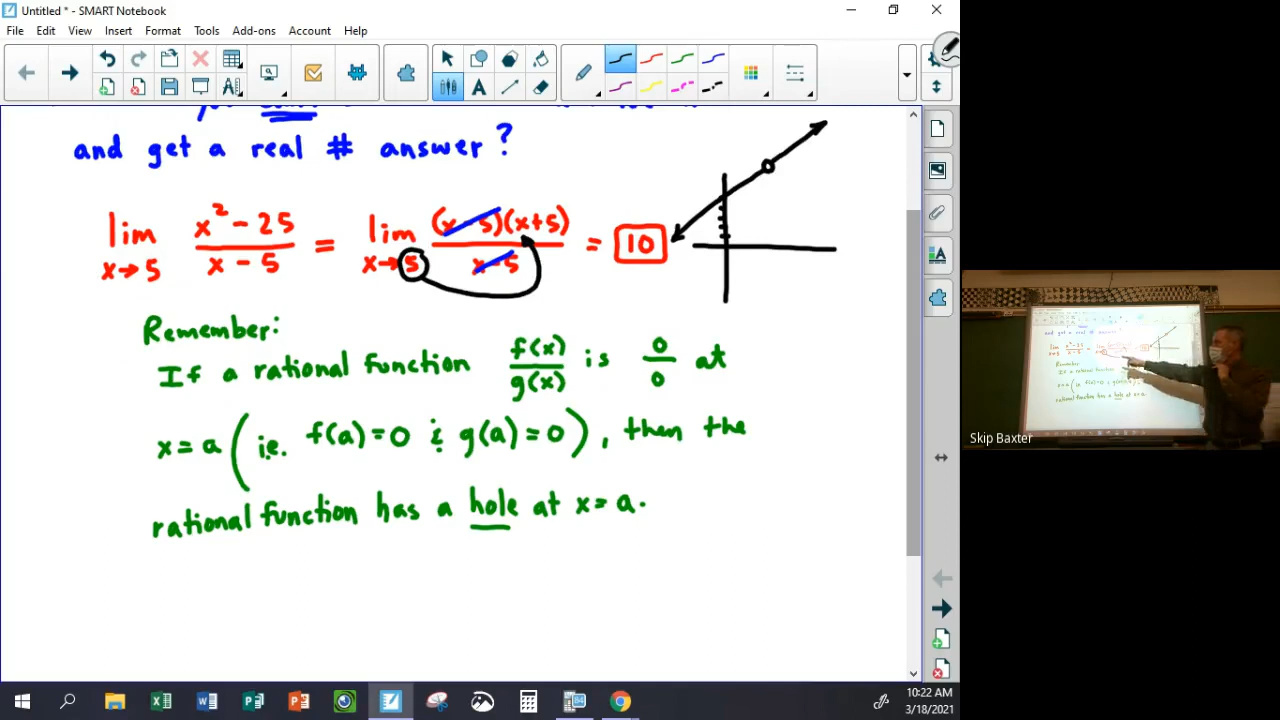 Untitled * - SMART Notebook
File Edit View Insert Format Tools Add-ons Account Help
and get a real # answer?
lim x→5 x² - 25 / x - 5 = lim x→5 (x - 5)(x + 5) / x - 5 = 10
Remember:
If a rational function f(x)/g(x) is 0/0 at
x = a (i.e. f(a) = 0 & g(a) = 0), then the
rational function has a hole at x = a.
Skip Baxter
10:22 AM
3/18/2021